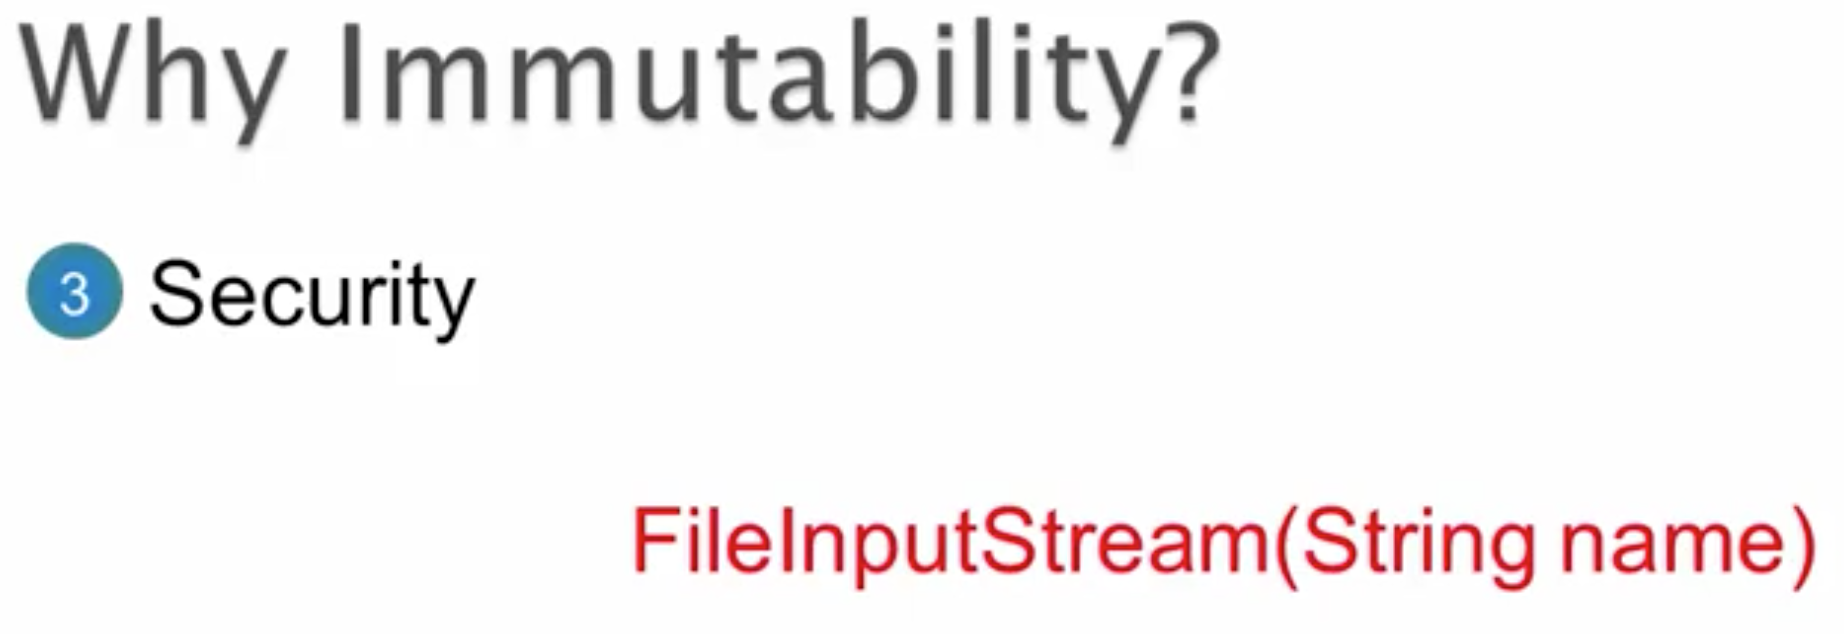 Why Immutability?
3 Security
FileInputStream(String name)